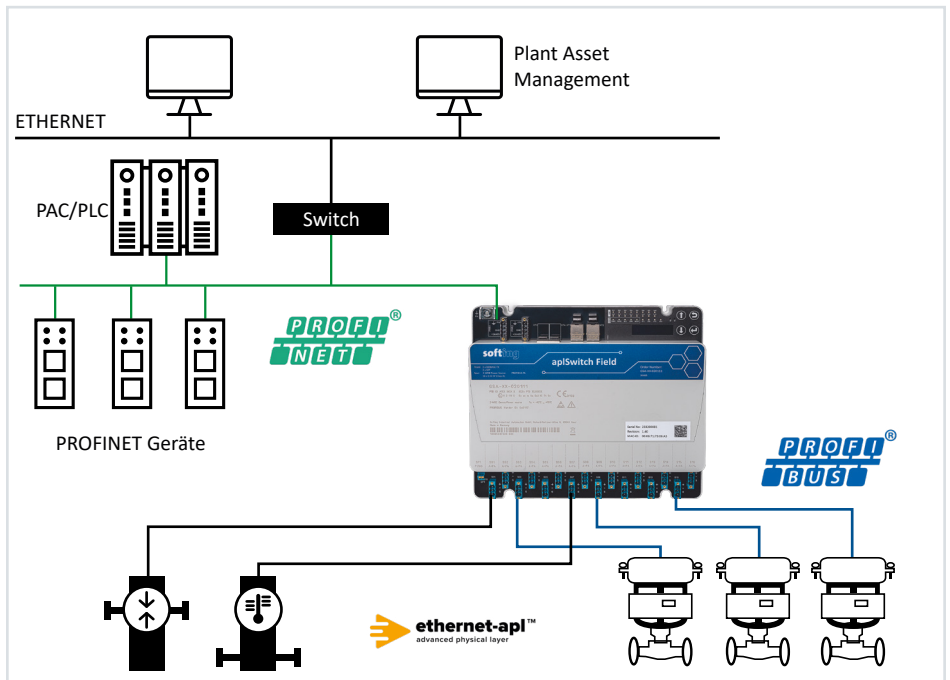 Plant Asset
Management
ETHERNET
PAC/PLC
Switch
PROFI
NET
®
PROFINET Geräte
softing
aplSwitch Field
PROFI
BUS
®
ethernet-apl™
advanced physical layer